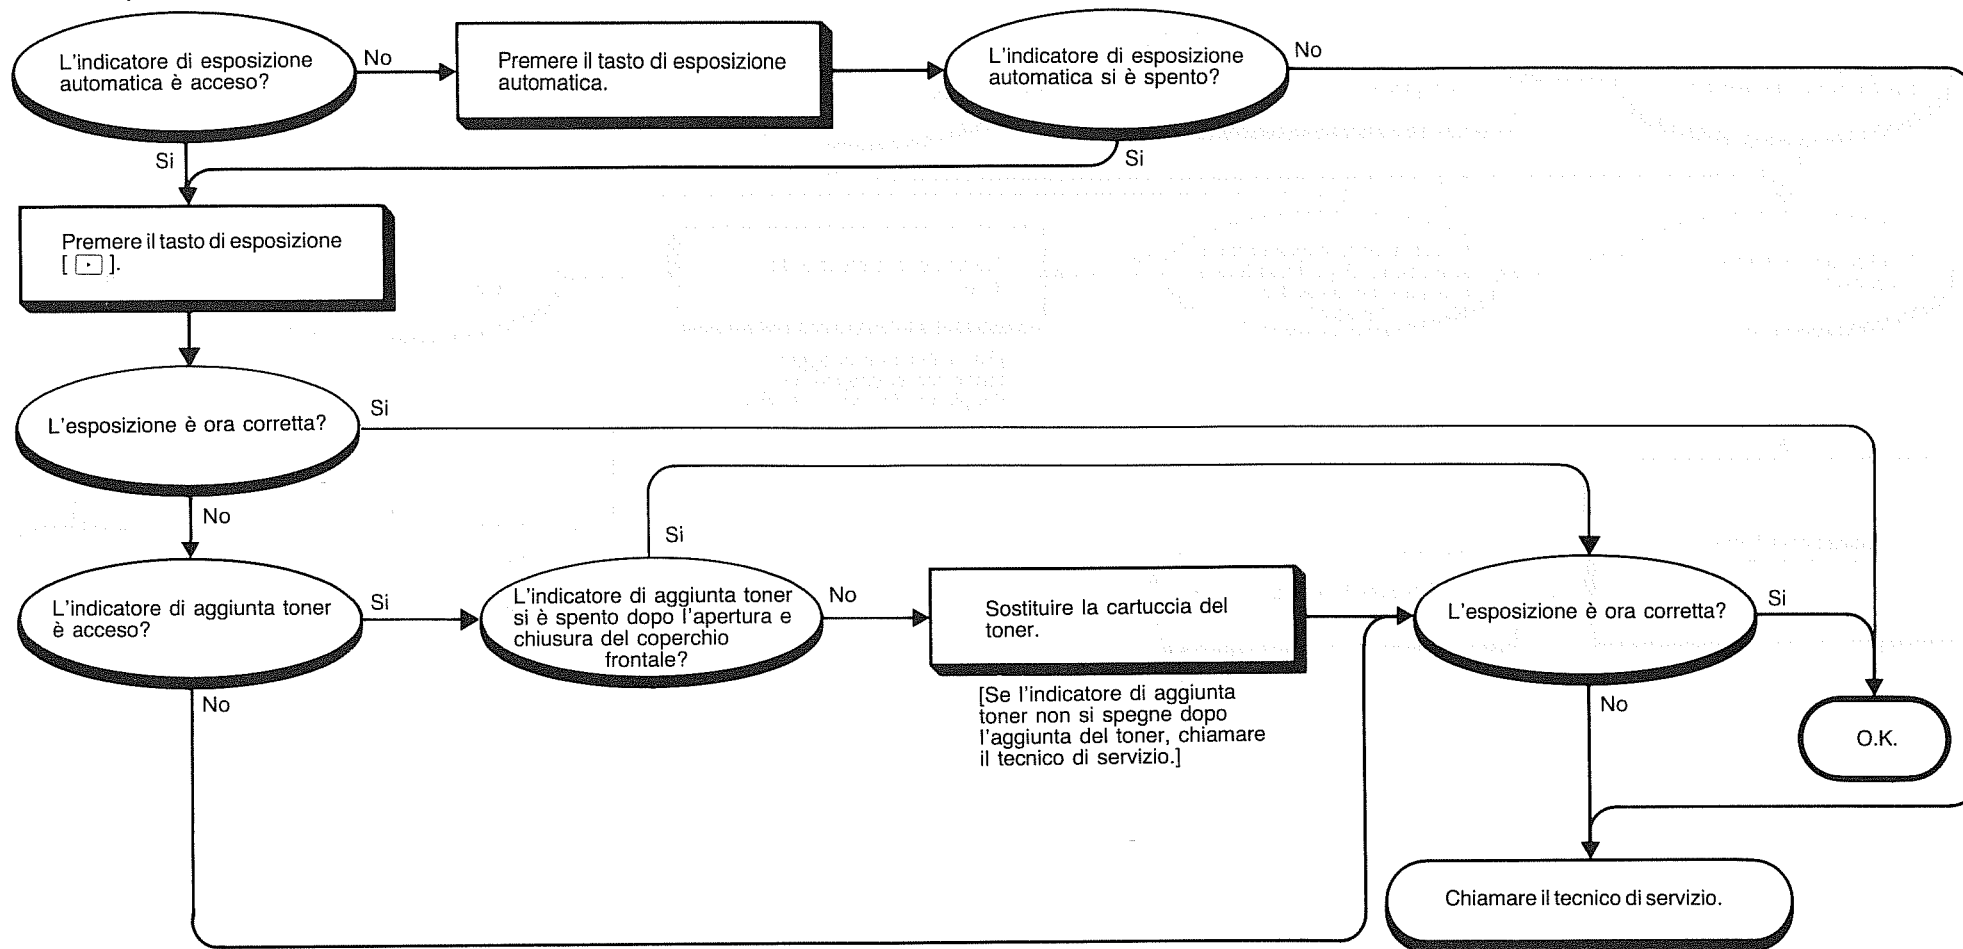 L'indicatore di esposizione
automatica è acceso?
No
Premere il tasto di esposizione
automatica.
L'indicatore di esposizione
automatica si è spento?
No
Si
Si
Premere il tasto di esposizione
[ ⊡ ].
L'esposizione è ora corretta?
Si
No
L'indicatore di aggiunta toner
è acceso?
Si
No
L'indicatore di aggiunta toner
si è spento dopo l'apertura e
chiusura del coperchio
frontale?
Si
No
Sostituire la cartuccia del
toner.
[Se l'indicatore di aggiunta
toner non si spegne dopo
l'aggiunta del toner, chiamare
il tecnico di servizio.]
L'esposizione è ora corretta?
Si
No
O.K.
Chiamare il tecnico di servizio.